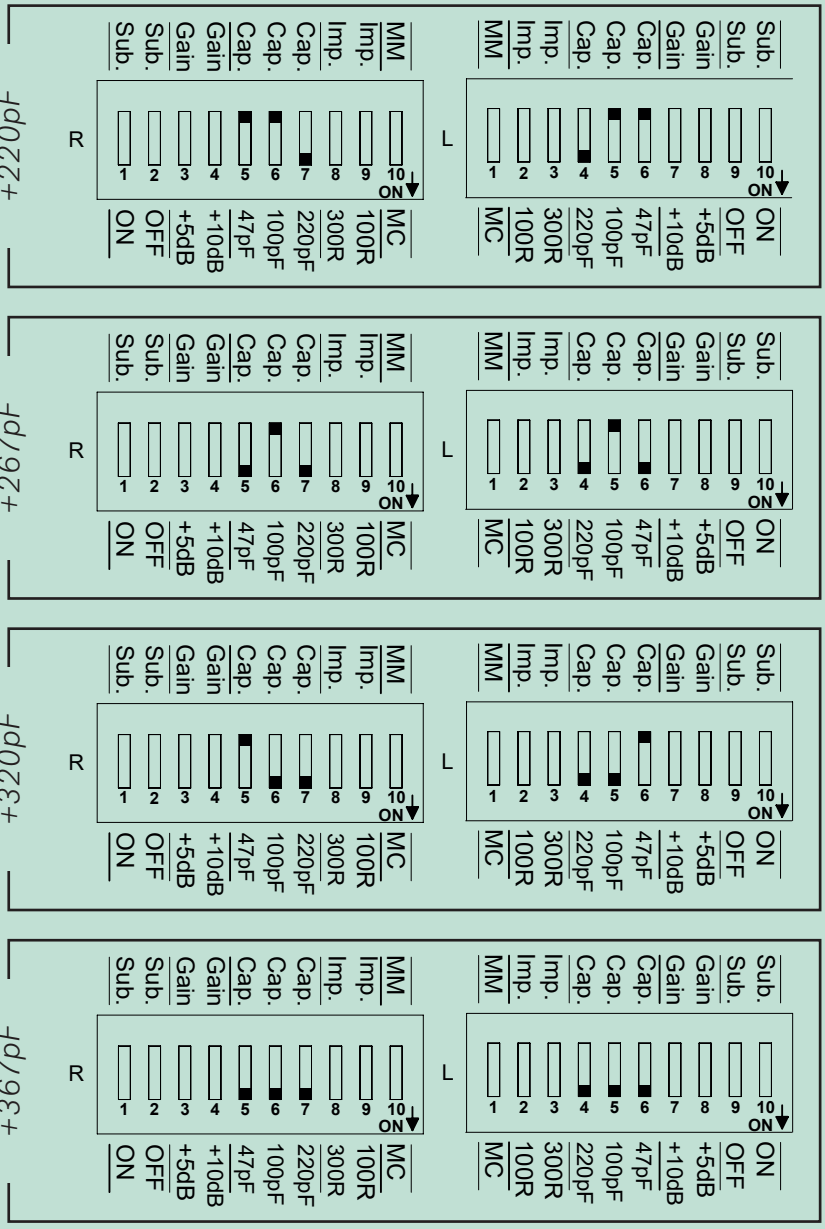 +220pF
Sub. Sub. Gain Gain Cap. Cap. Cap. Imp. Imp. MM
R
1 2 3 4 5 6 7 8 9 10
ON
ON OFF +5dB +10dB 47pF 100pF 220pF 300R 100R MC
MM Imp. Imp. Cap. Cap. Cap. Gain Gain Sub. Sub.
L
1 2 3 4 5 6 7 8 9 10
ON
MC 100R 300R 220pF 100pF 47pF +10dB +5dB OFF ON
+267pF
Sub. Sub. Gain Gain Cap. Cap. Cap. Imp. Imp. MM
R
1 2 3 4 5 6 7 8 9 10
ON
ON OFF +5dB +10dB 47pF 100pF 220pF 300R 100R MC
MM Imp. Imp. Cap. Cap. Cap. Gain Gain Sub. Sub.
L
1 2 3 4 5 6 7 8 9 10
ON
MC 100R 300R 220pF 100pF 47pF +10dB +5dB OFF ON
+320pF
Sub. Sub. Gain Gain Cap. Cap. Cap. Imp. Imp. MM
R
1 2 3 4 5 6 7 8 9 10
ON
ON OFF +5dB +10dB 47pF 100pF 220pF 300R 100R MC
MM Imp. Imp. Cap. Cap. Cap. Gain Gain Sub. Sub.
L
1 2 3 4 5 6 7 8 9 10
ON
MC 100R 300R 220pF 100pF 47pF +10dB +5dB OFF ON
+367pF
Sub. Sub. Gain Gain Cap. Cap. Cap. Imp. Imp. MM
R
1 2 3 4 5 6 7 8 9 10
ON
ON OFF +5dB +10dB 47pF 100pF 220pF 300R 100R MC
MM Imp. Imp. Cap. Cap. Cap. Gain Gain Sub. Sub.
L
1 2 3 4 5 6 7 8 9 10
ON
MC 100R 300R 220pF 100pF 47pF +10dB +5dB OFF ON